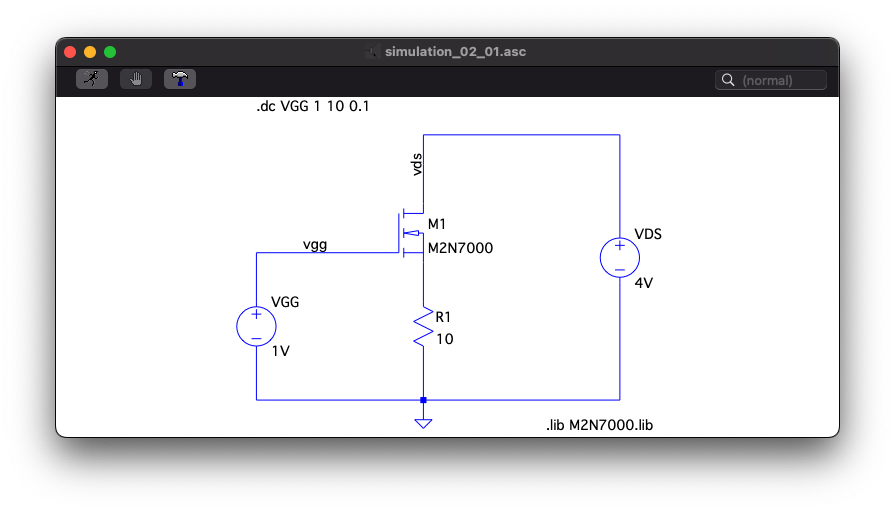 simulation_02_01.asc
(normal)
.dc VGG 1 10 0.1
vds
M1
M2N7000
vgg
VDS
4V
VGG
1V
R1
10
.lib M2N7000.lib